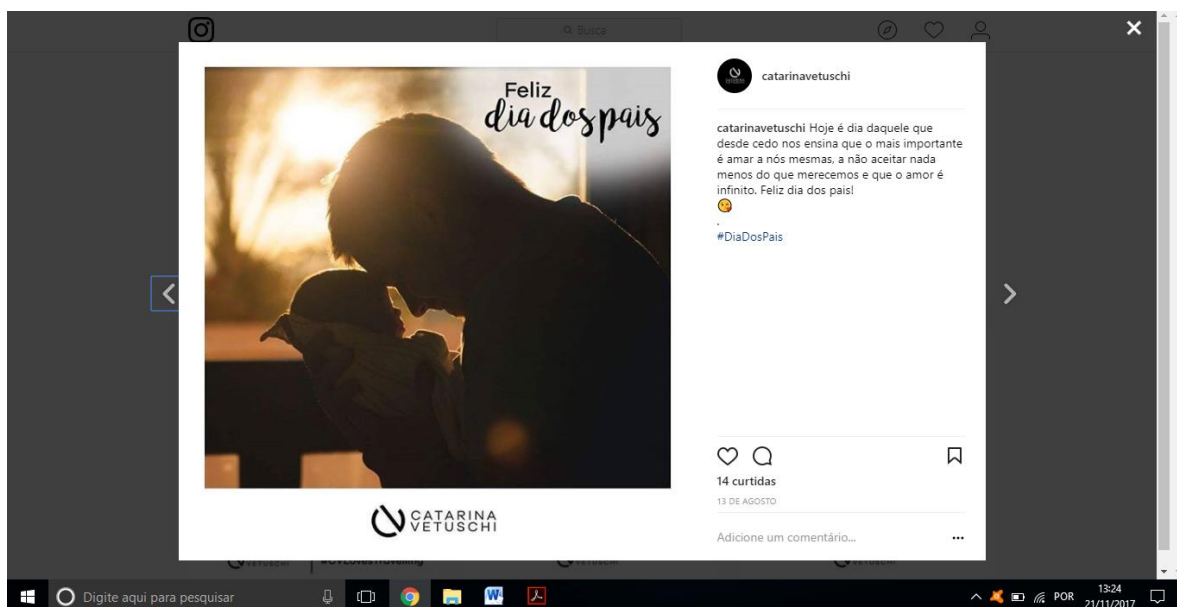 Busca
Feliz
dia dos pais
catarinavetuschi
catarinavetuschi Hoje é dia daquele que
desde cedo nos ensina que o mais importante
é amar a nós mesmas, a não aceitar nada
menos do que merecemos e que o amor é
infinito. Feliz dia dos pais!
.
#DiaDosPais
14 curtidas
13 DE AGOSTO
Adicione um comentário...
CATARINA
VETUSCHI
Digite aqui para pesquisar
POR
13:24
21/11/2017